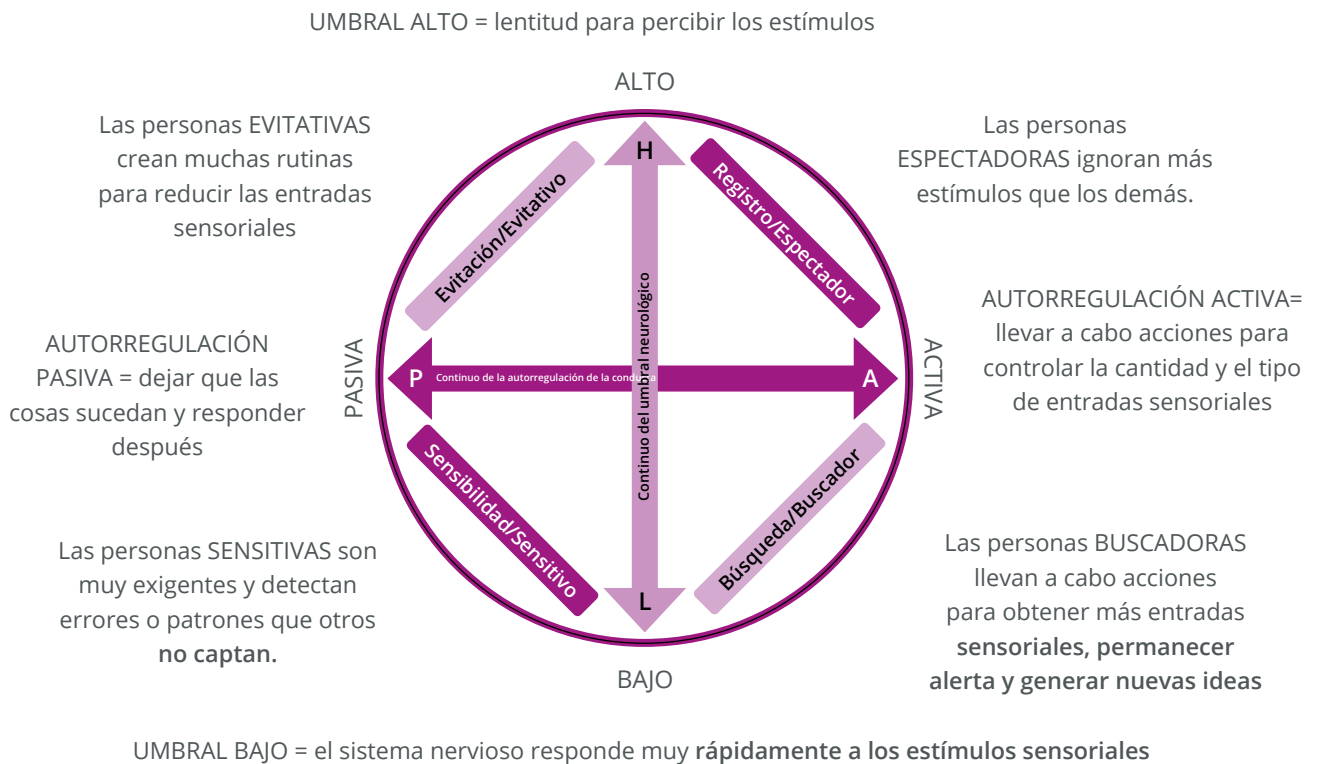 UMBRAL ALTO = lentitud para percibir los estímulos
ALTO
Las personas EVITATIVAS
crean muchas rutinas
para reducir las entradas
sensoriales
Las personas
ESPECTADORAS ignoran más
estímulos que los demás.
H
Evitación/Evitativo
Registro/Espectador
AUTORREGULACIÓN
PASIVA = dejar que las
cosas sucedan y responder
después
PASIVA
P
Continuo de la autorregulación de la conducta
Continuo del umbral neurológico
A
ACTIVA
AUTORREGULACIÓN ACTIVA=
llevar a cabo acciones para
controlar la cantidad y el tipo
de entradas sensoriales
Sensibilidad/Sensitivo
Búsqueda/Buscador
L
Las personas SENSITIVAS son
muy exigentes y detectan
errores o patrones que otros
no captan.
Las personas BUSCADORAS
llevan a cabo acciones
para obtener más entradas
sensoriales, permanecer
alerta y generar nuevas ideas
BAJO
UMBRAL BAJO = el sistema nervioso responde muy rápidamente a los estímulos sensoriales